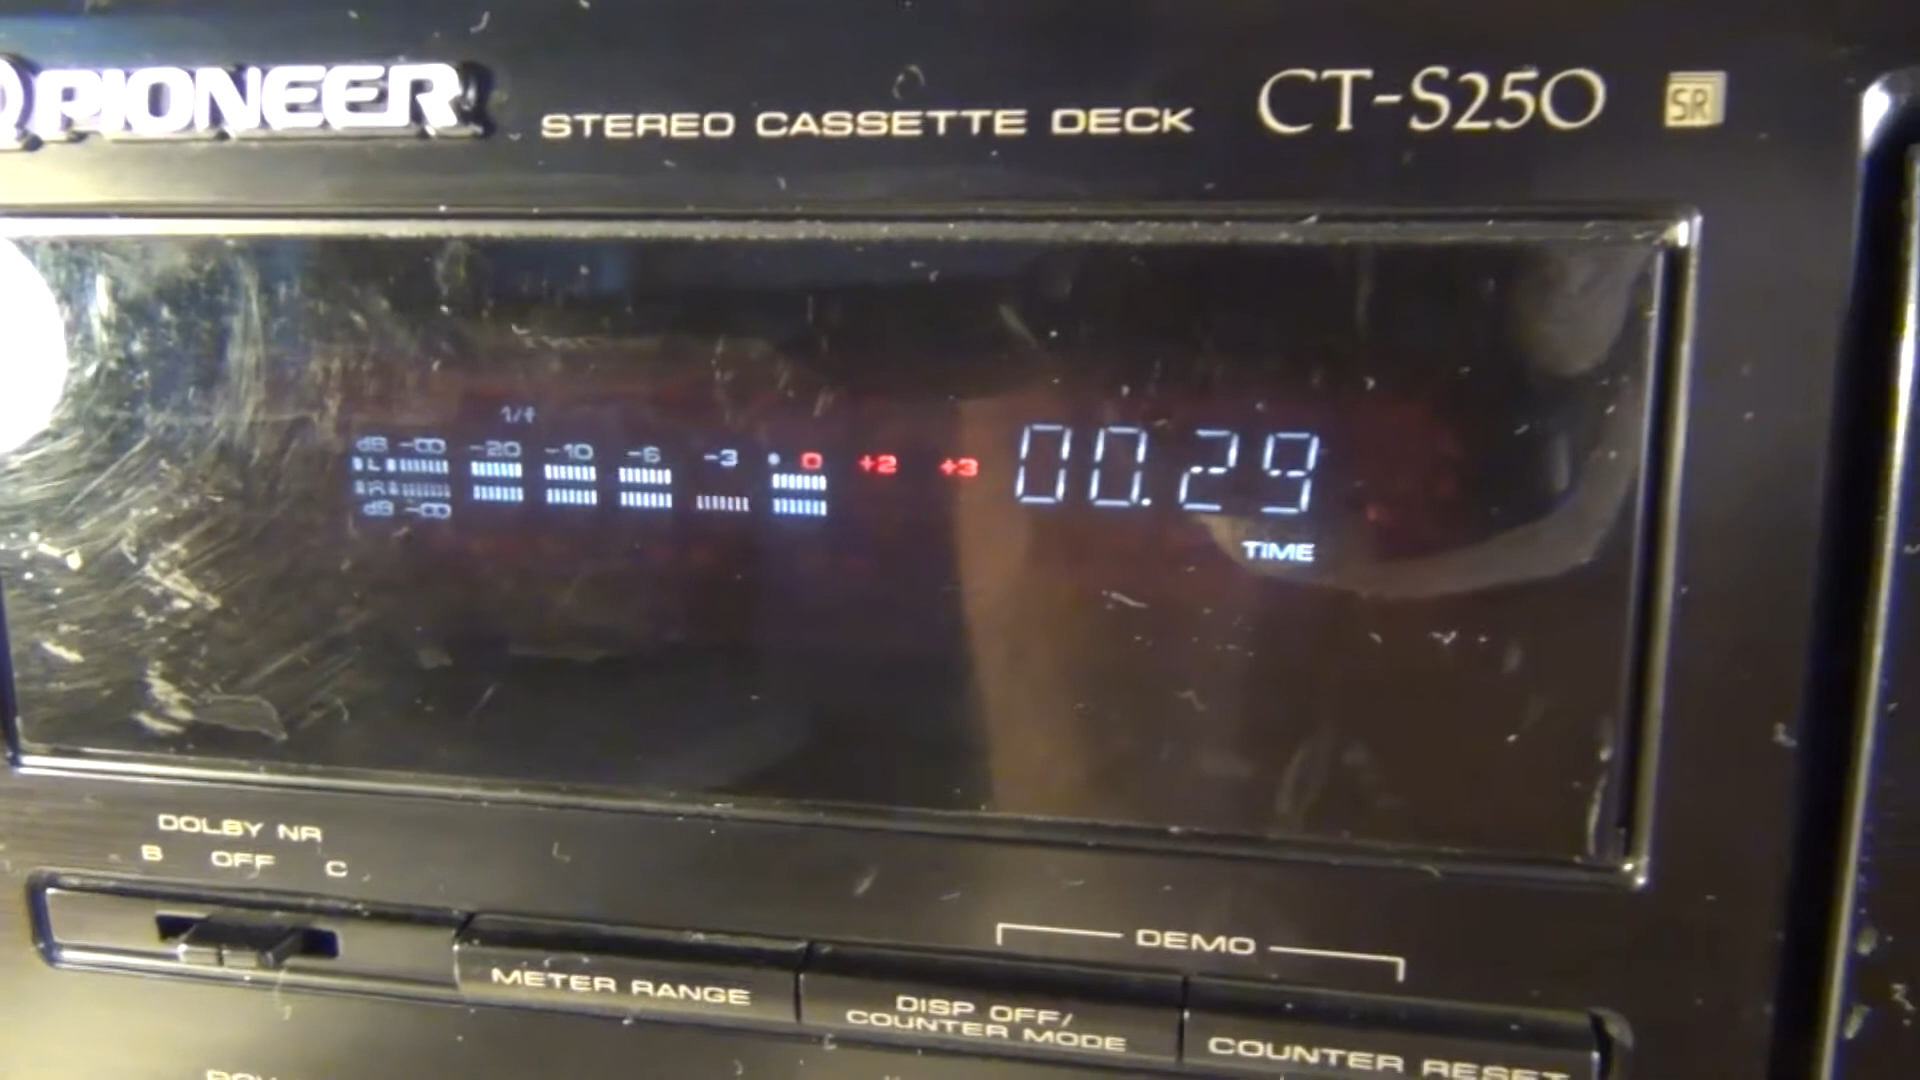 PIONEER
STEREO CASSETTE DECK CT-S250 SR
1/f
dB -∞ -20 -10 -6 -3 0 +2 +3 00.29
L
R
dB -∞
TIME
DOLBY NR
B OFF C
DEMO
METER RANGE
DISP OFF/
COUNTER MODE
COUNTER RESET